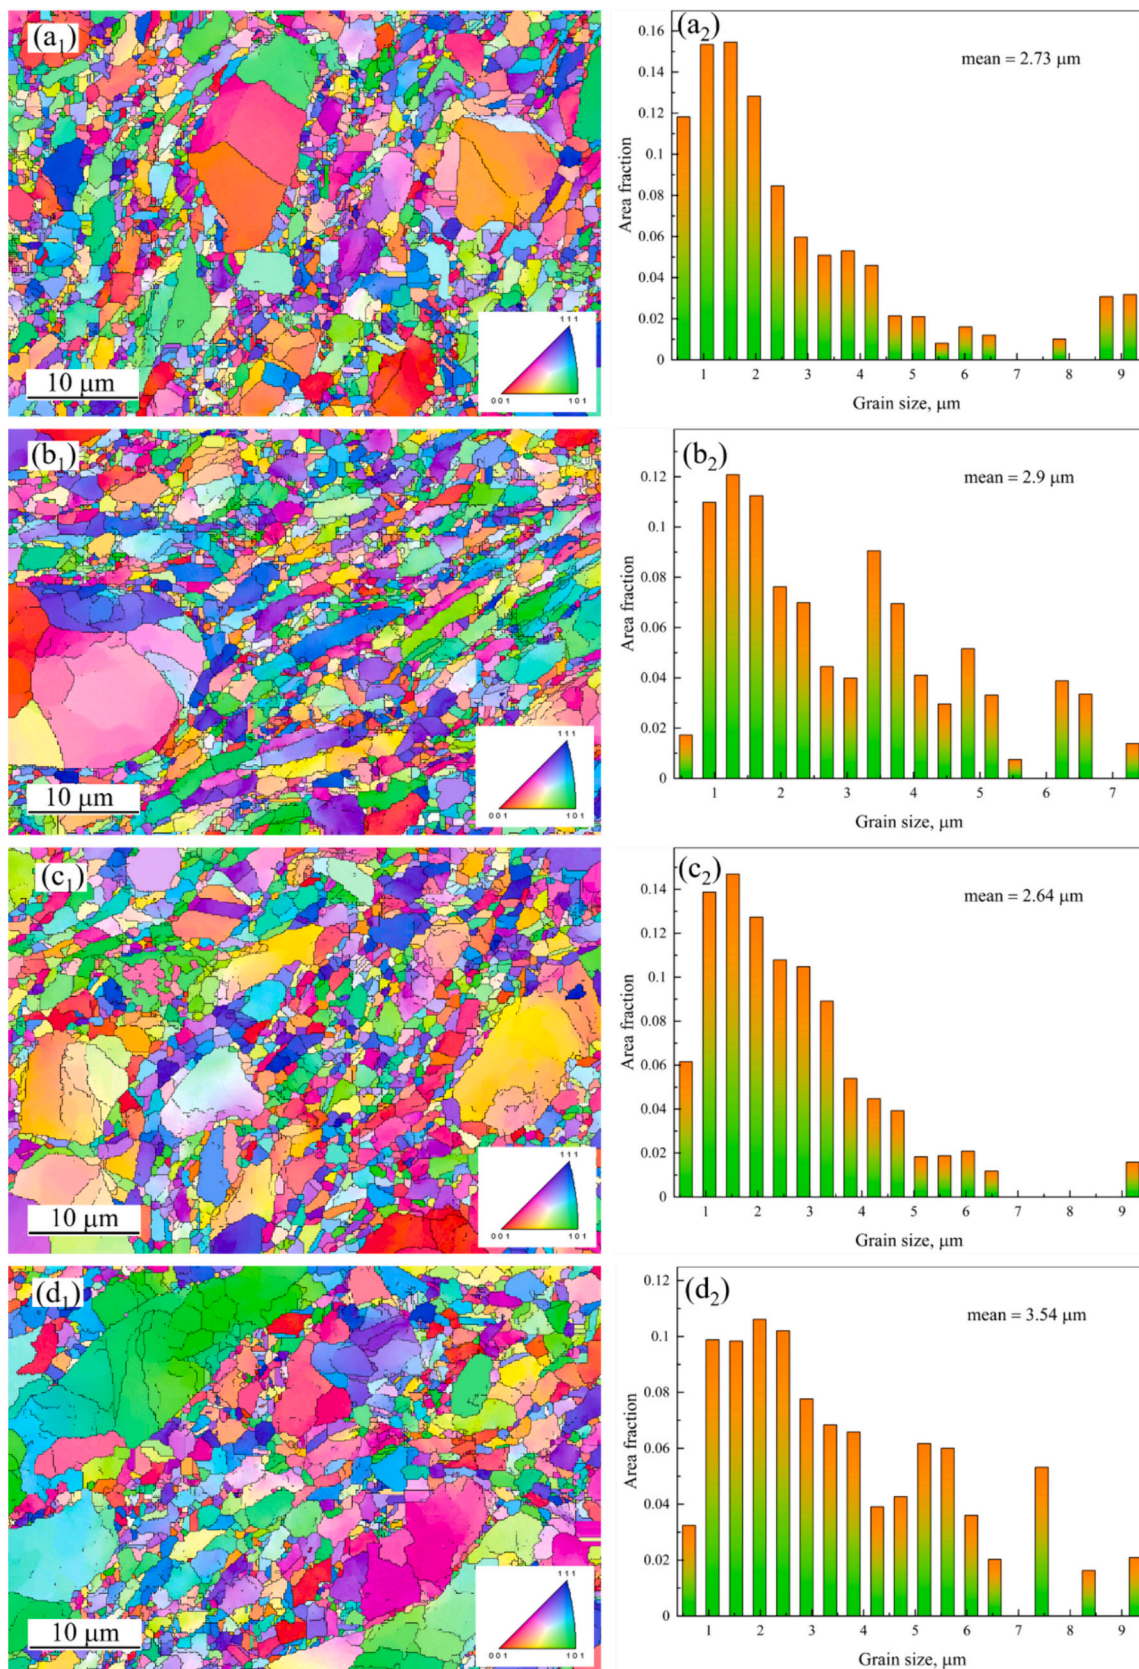 (a1)
111
001
101
10 μm
(a2)
mean = 2.73 μm
Area fraction
0.16
0.12
0.1
0.08
0.06
0.04
0.02
0
1 2 3 4 5 6 7 8 9
Grain size, μm
(b1)
111
001
101
10 μm
(b2)
mean = 2.9 μm
Area fraction
0.12
0.1
0.08
0.06
0.04
0.02
0
1 2 3 4 5 6 7
Grain size, μm
(c1)
111
001
101
10 μm
(c2)
mean = 2.64 μm
Area fraction
0.14
0.12
0.1
0.08
0.06
0.04
0.02
0
1 2 3 4 5 6 7 8 9
Grain size, μm
(d1)
111
001
101
10 μm
(d2)
mean = 3.54 μm
Area fraction
0.12
0.1
0.08
0.06
0.04
0.02
0
1 2 3 4 5 6 7 8 9
Grain size, μm